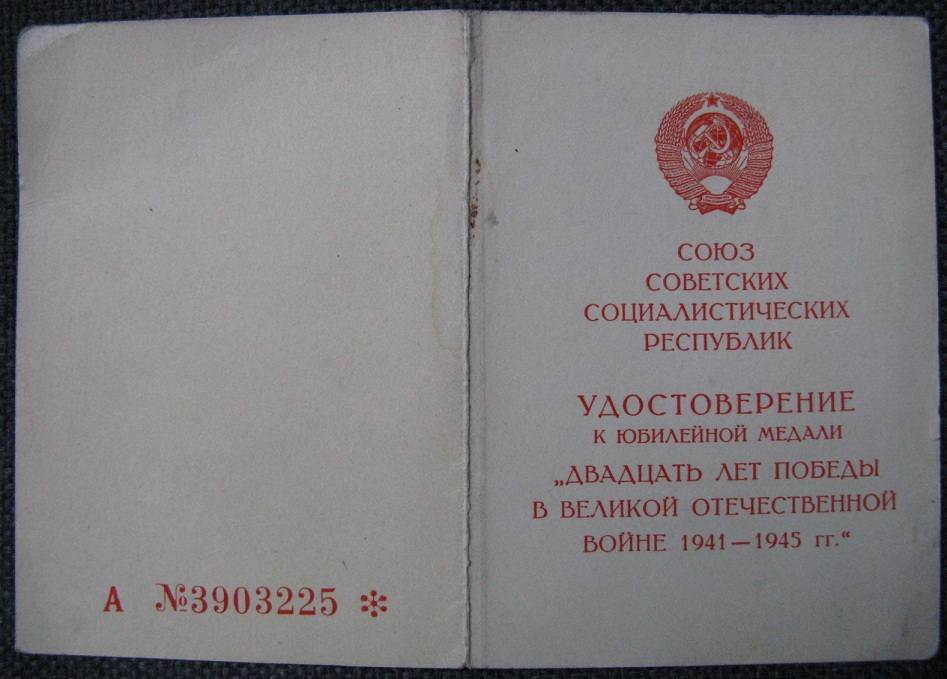 А №3903225 *
СОЮЗ
СОВЕТСКИХ
СОЦИАЛИСТИЧЕСКИХ
РЕСПУБЛИК
УДОСТОВЕРЕНИЕ
К ЮБИЛЕЙНОЙ МЕДАЛИ
„ДВАДЦАТЬ ЛЕТ ПОБЕДЫ
В ВЕЛИКОЙ ОТЕЧЕСТВЕННОЙ
ВОЙНЕ 1941—1945 гг.“